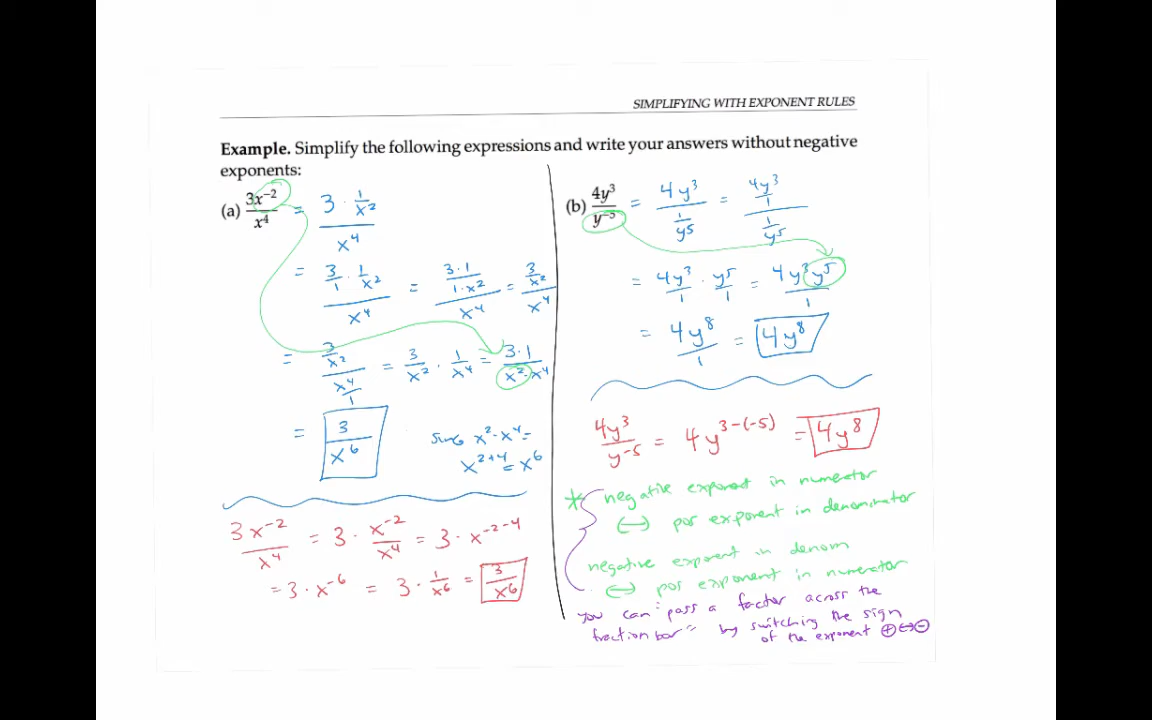 SIMPLIFYING WITH EXPONENT RULES
Example. Simplify the following expressions and write your answers without negative
exponents:
(a) 3x⁻²/x⁴ = (3 · 1/x²)/x⁴
= (3/1 · 1/x²)/x⁴ = ((3·1)/(1·x²))/x⁴ = (3/x²)/x⁴
= (3/x²)/(x⁴/1) = 3/x² · 1/x⁴ = (3·1)/(x²·x⁴)
= 3/x⁶
since x²·x⁴ =
x²⁺⁴ = x⁶
3x⁻²/x⁴ = 3 · x⁻²/x⁴ = 3 · x⁻²⁻⁴
= 3 · x⁻⁶ = 3 · 1/x⁶ = 3/x⁶
(b) 4y³/y⁻⁵ = 4y³/(1/y⁵) = (4y³/1)/(1/y⁵)
= 4y³/1 · y⁵/1 = 4y³y⁵/1
= 4y⁸/1 = 4y⁸
4y³/y⁻⁵ = 4y³⁻⁽⁻⁵⁾ = 4y⁸
* negative exponent in numerator
↔ pos exponent in denominator
negative exponent in denom
↔ pos exponent in numerator
you can "pass a factor across the
fraction bar" by switching the sign
of the exponent ⊕↔⊖